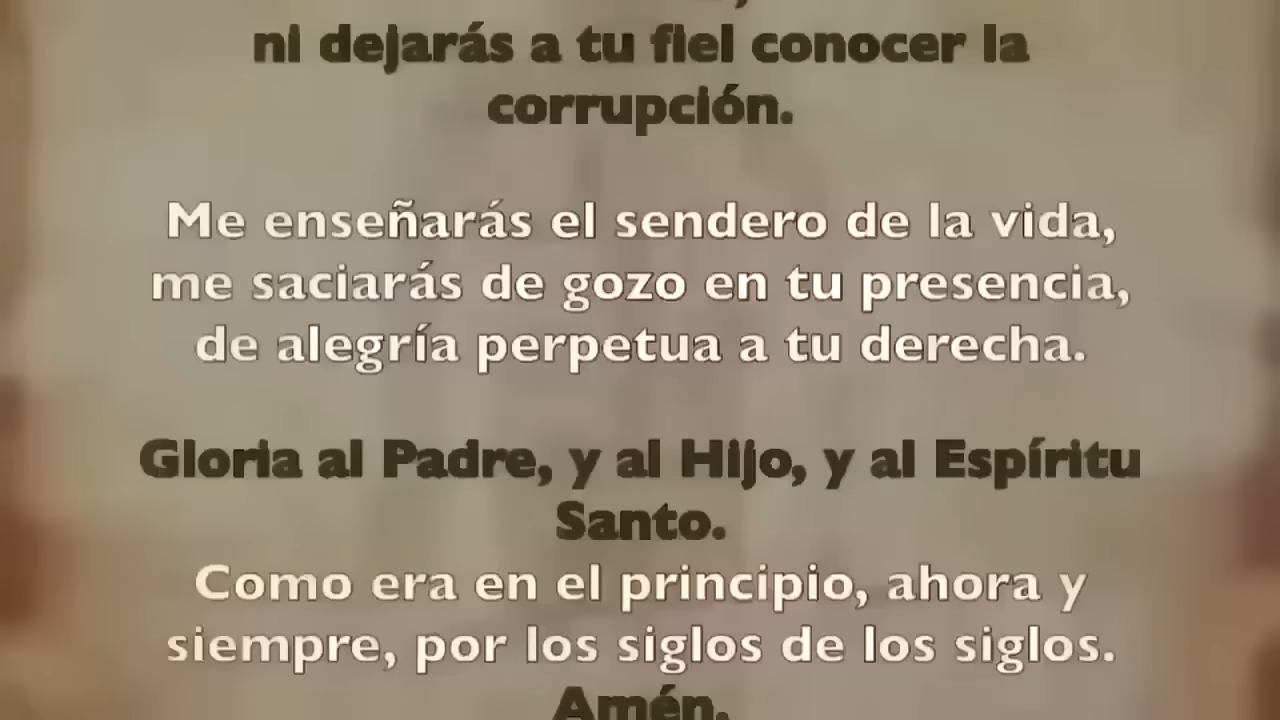 ni dejarás a tu fiel conocer la
corrupción.
Me enseñarás el sendero de la vida,
me saciarás de gozo en tu presencia,
de alegría perpetua a tu derecha.
Gloria al Padre, y al Hijo, y al Espíritu
Santo.
Como era en el principio, ahora y
siempre, por los siglos de los siglos.
Amén.